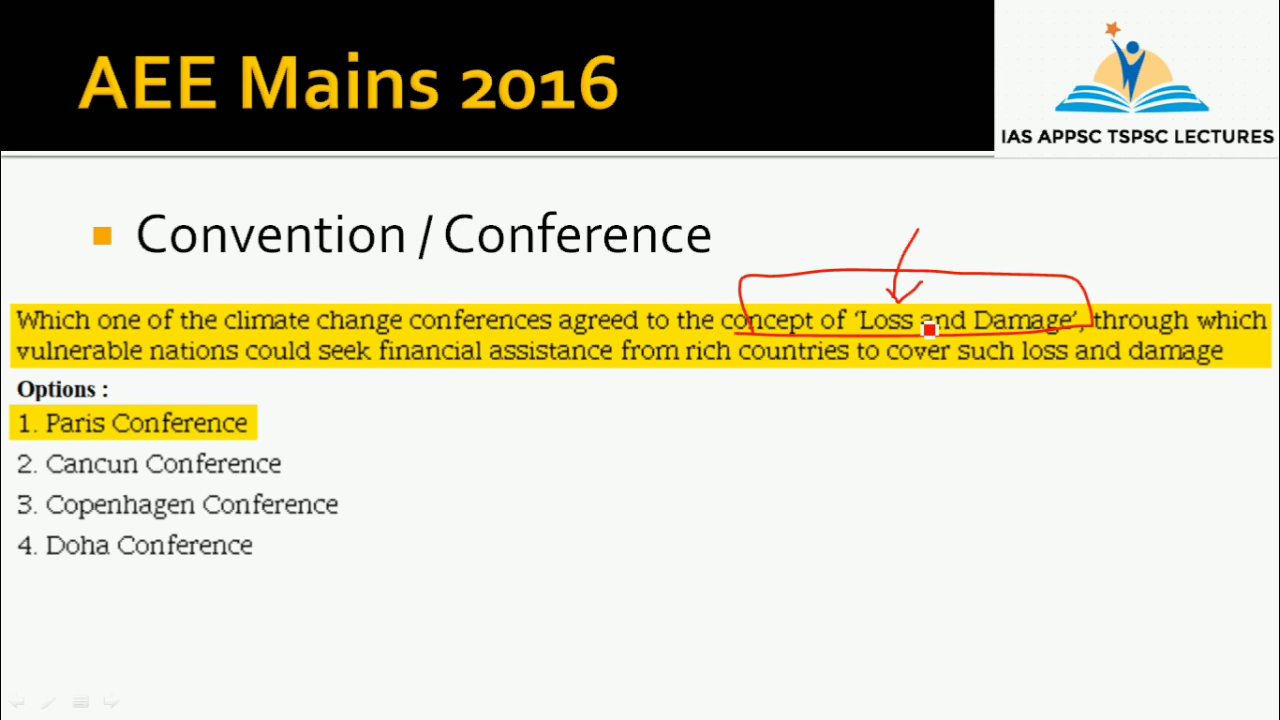 AEE Mains 2016
IAS APPSC TSPSC LECTURES
Convention / Conference
Which one of the climate change conferences agreed to the concept of ‘Loss and Damage’, through which
vulnerable nations could seek financial assistance from rich countries to cover such loss and damage
Options :
1. Paris Conference
2. Cancun Conference
3. Copenhagen Conference
4. Doha Conference